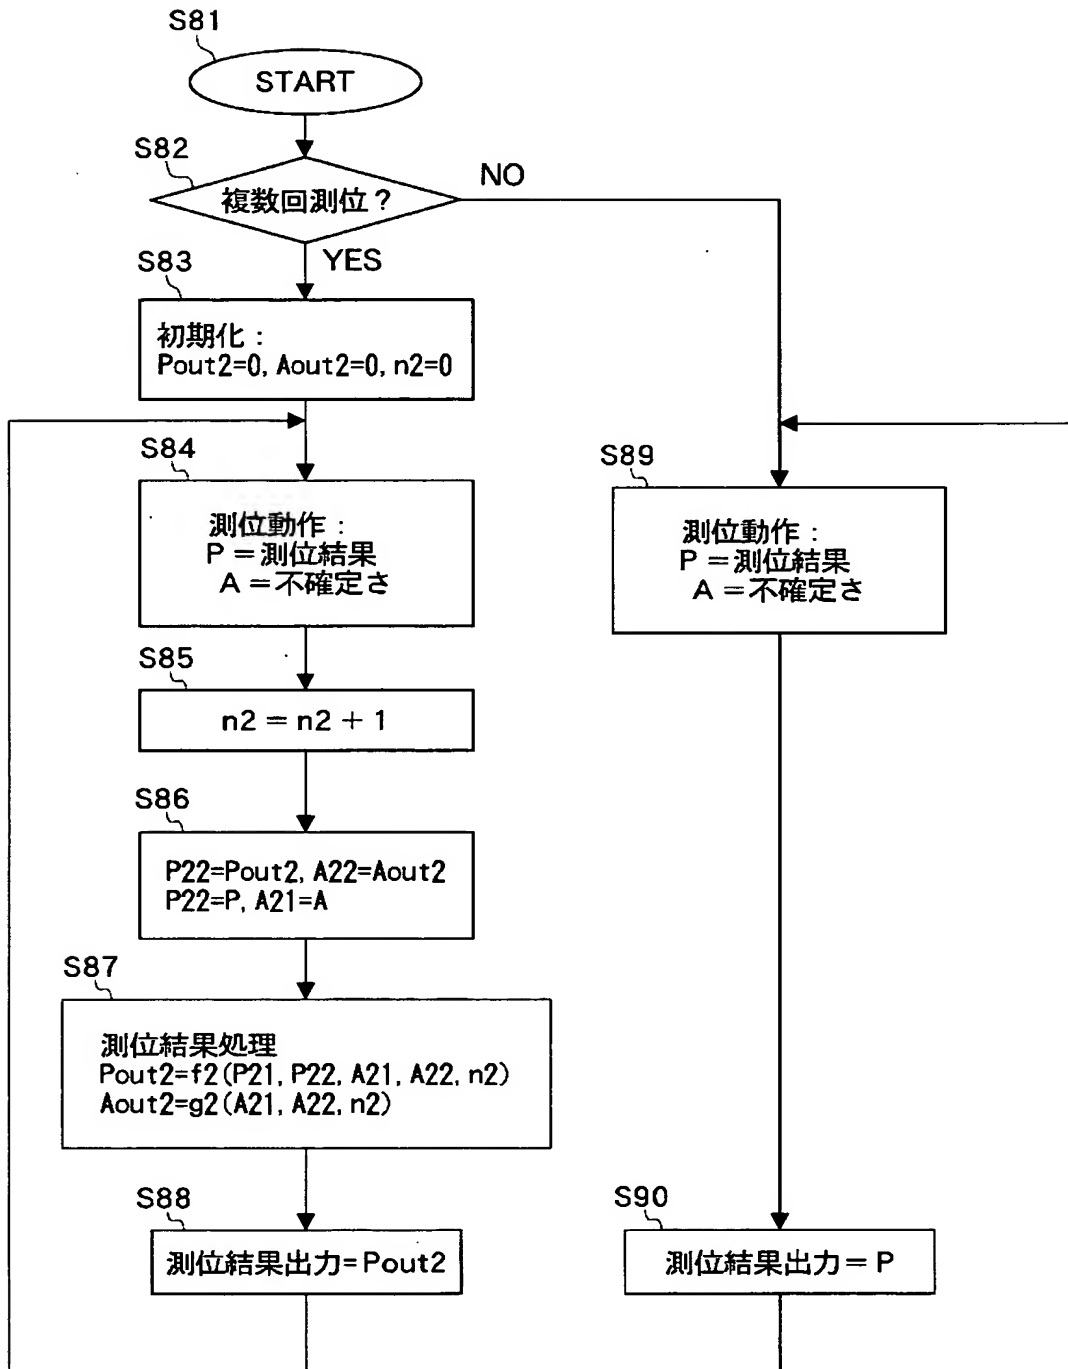 S81
START
S82
複数回測位？
NO
YES
S83
初期化：
Pout2=0, Aout2=0, n2=0
S84
測位動作：
P＝測位結果
A＝不確定さ
S89
測位動作：
P＝測位結果
A＝不確定さ
S85
n2＝n2＋1
S86
P22=Pout2, A22=Aout2
P22=P, A21=A
S87
測位結果処理
Pout2=f2(P21, P22, A21, A22, n2)
Aout2=g2(A21, A22, n2)
S88
測位結果出力=Pout2
S90
測位結果出力＝P